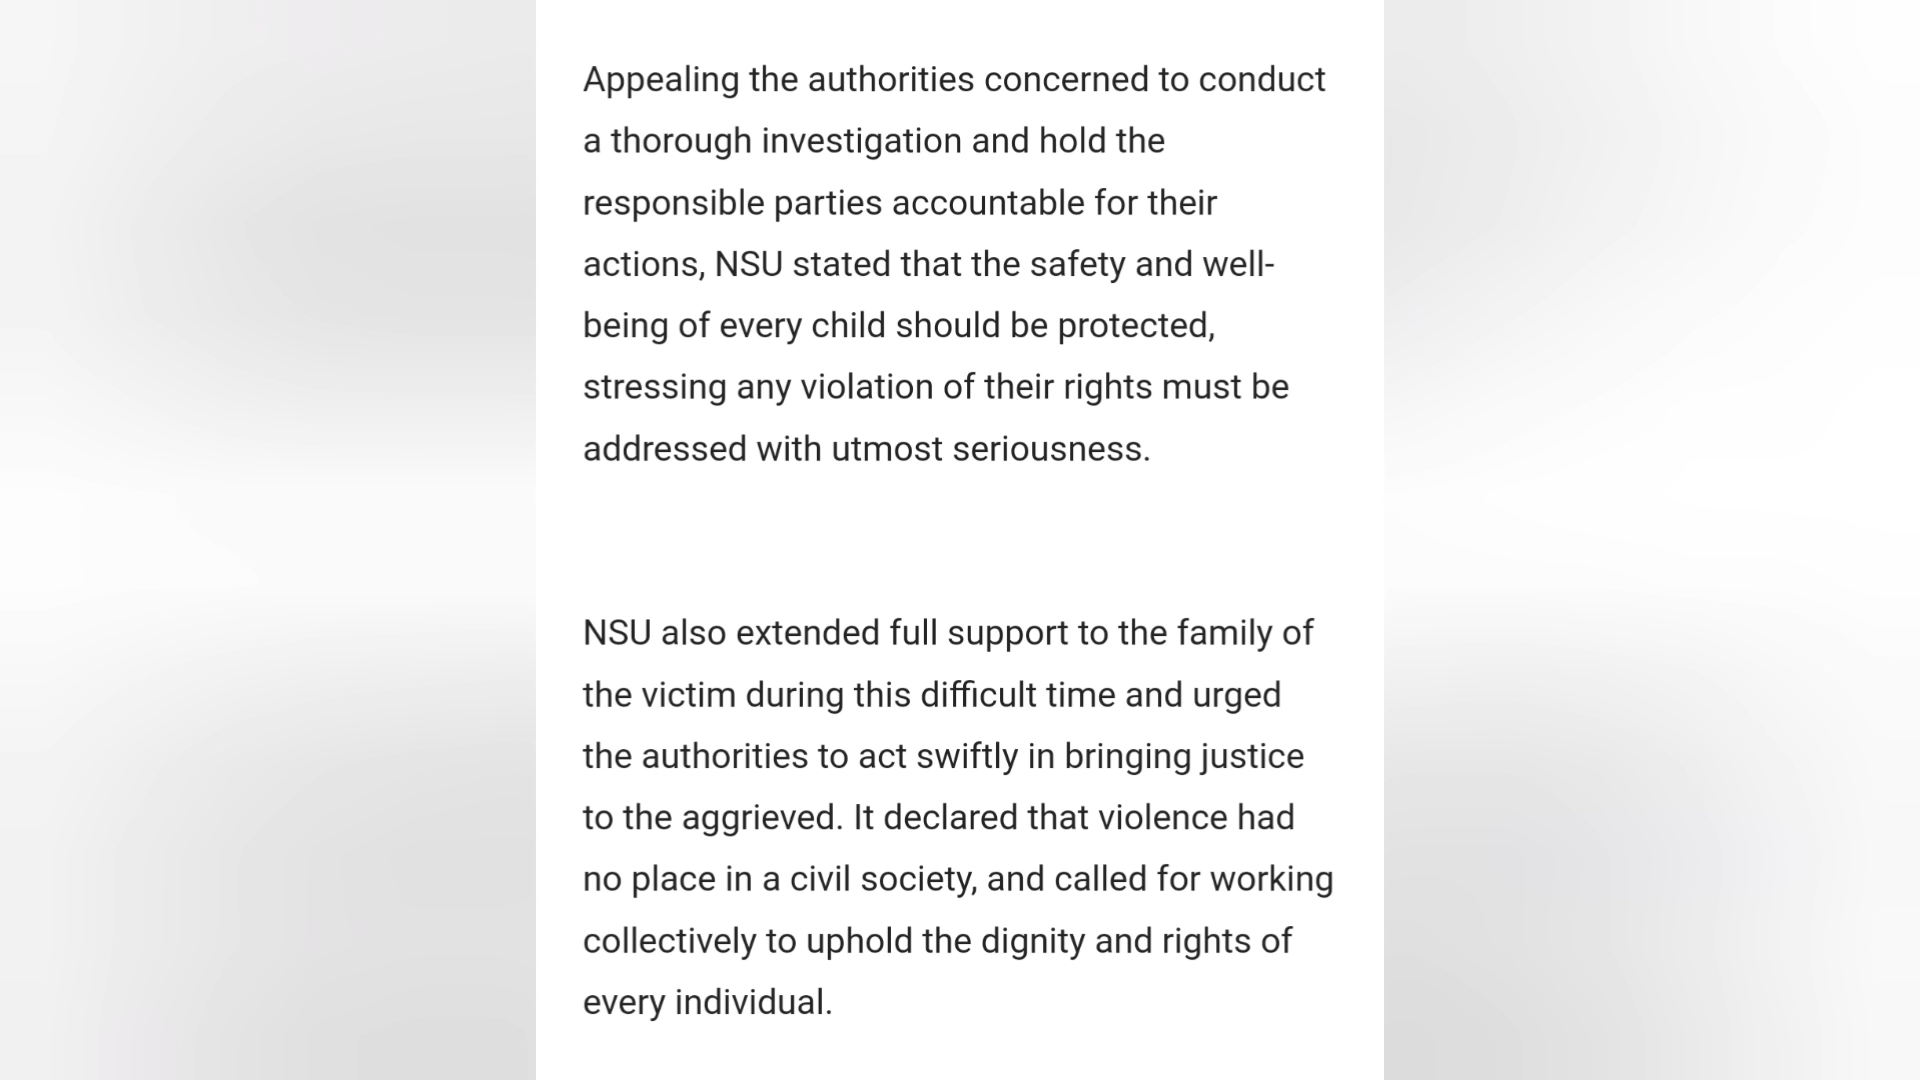 Appealing the authorities concerned to conduct
a thorough investigation and hold the
responsible parties accountable for their
actions, NSU stated that the safety and well-
being of every child should be protected,
stressing any violation of their rights must be
addressed with utmost seriousness.
NSU also extended full support to the family of
the victim during this difficult time and urged
the authorities to act swiftly in bringing justice
to the aggrieved. It declared that violence had
no place in a civil society, and called for working
collectively to uphold the dignity and rights of
every individual.